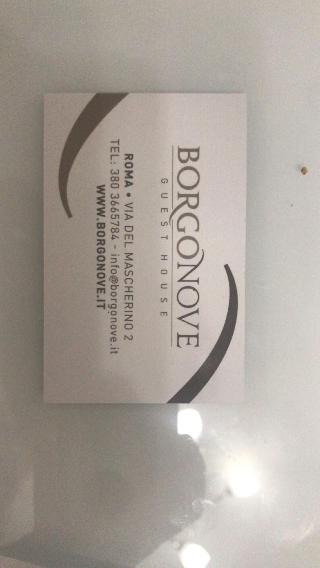 BORGONOVE
GUEST HOUSE
ROMA • VIA DEL MASCHERINO 2
TEL: 380 3665784 - info@borgonove.it
WWW.BORGONOVE.IT